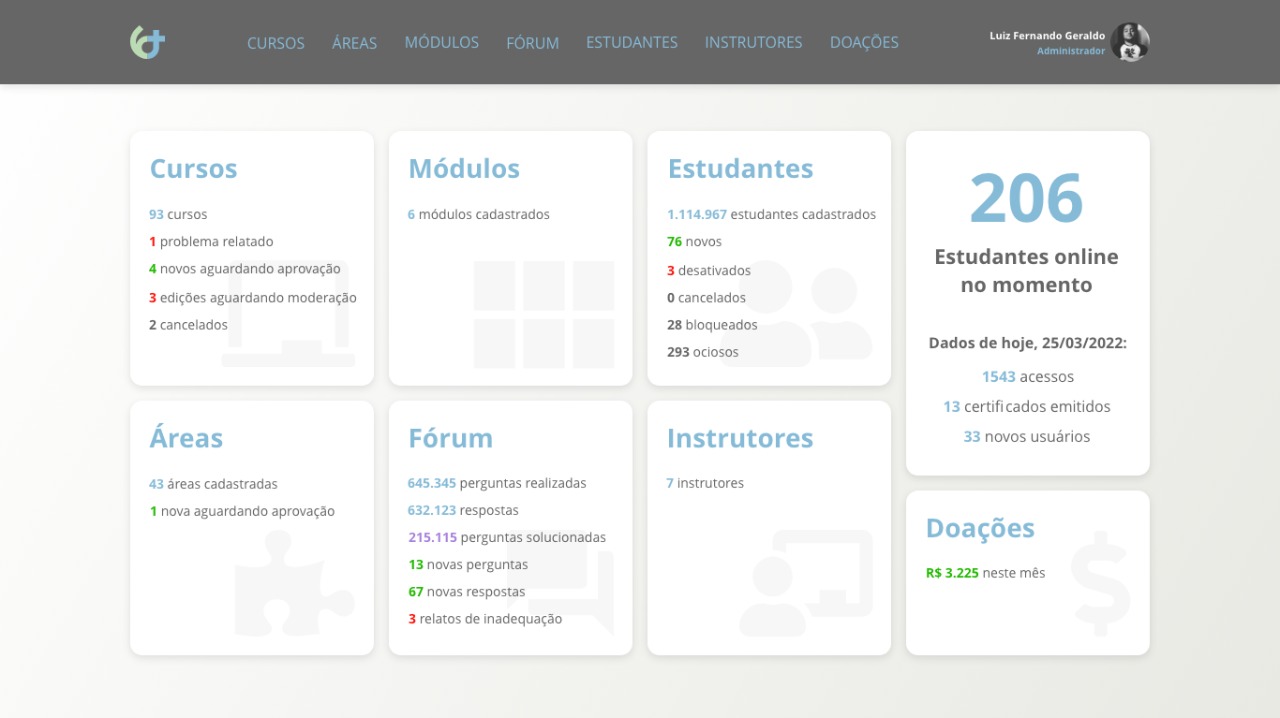 CURSOS ÁREAS MÓDULOS FÓRUM ESTUDANTES INSTRUTORES DOAÇÕES
Luiz Fernando Geraldo
Administrador
Cursos
93 cursos
1 problema relatado
4 novos aguardando aprovação
3 edições aguardando moderação
2 cancelados
Módulos
6 módulos cadastrados
Estudantes
1.114.967 estudantes cadastrados
76 novos
3 desativados
0 cancelados
28 bloqueados
293 ociosos
206
Estudantes online
no momento
Dados de hoje, 25/03/2022:
1543 acessos
13 certificados emitidos
33 novos usuários
Áreas
43 áreas cadastradas
1 nova aguardando aprovação
Fórum
645.345 perguntas realizadas
632.123 respostas
215.115 perguntas solucionadas
13 novas perguntas
67 novas respostas
3 relatos de inadequação
Instrutores
7 instrutores
Doações
R$ 3.225 neste mês